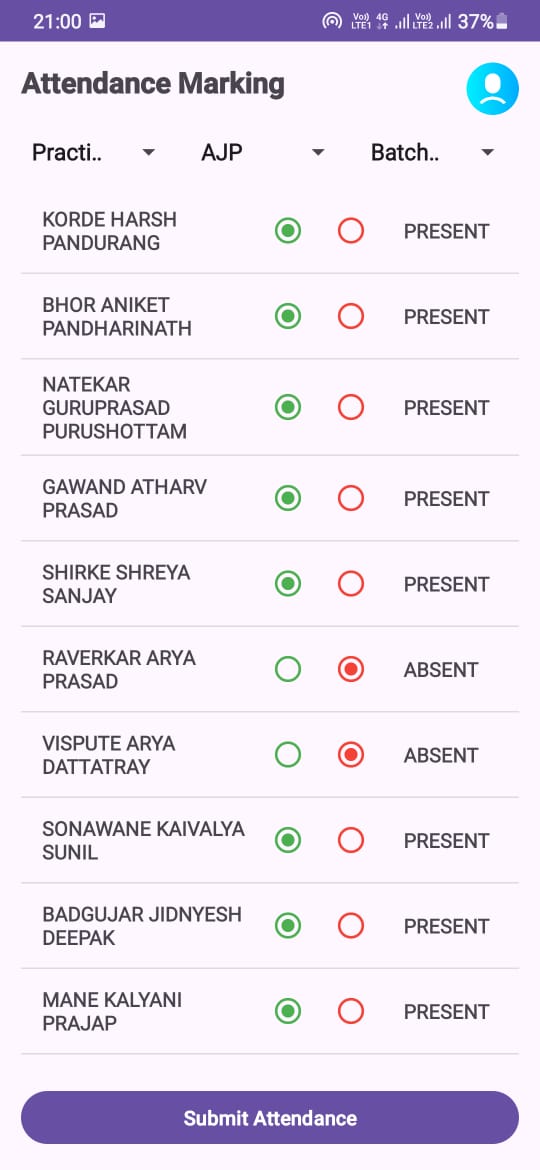 21:00 Vo)) LTE1 4G Vo)) LTE2 37%
Attendance Marking
Practi.. AJP Batch..
KORDE HARSH
PANDURANG
PRESENT
BHOR ANIKET
PANDHARINATH
PRESENT
NATEKAR
GURUPRASAD
PURUSHOTTAM
PRESENT
GAWAND ATHARV
PRASAD
PRESENT
SHIRKE SHREYA
SANJAY
PRESENT
RAVERKAR ARYA
PRASAD
ABSENT
VISPUTE ARYA
DATTATRAY
ABSENT
SONAWANE KAIVALYA
SUNIL
PRESENT
BADGUJAR JIDNYESH
DEEPAK
PRESENT
MANE KALYANI
PRAJAP
PRESENT
Submit Attendance